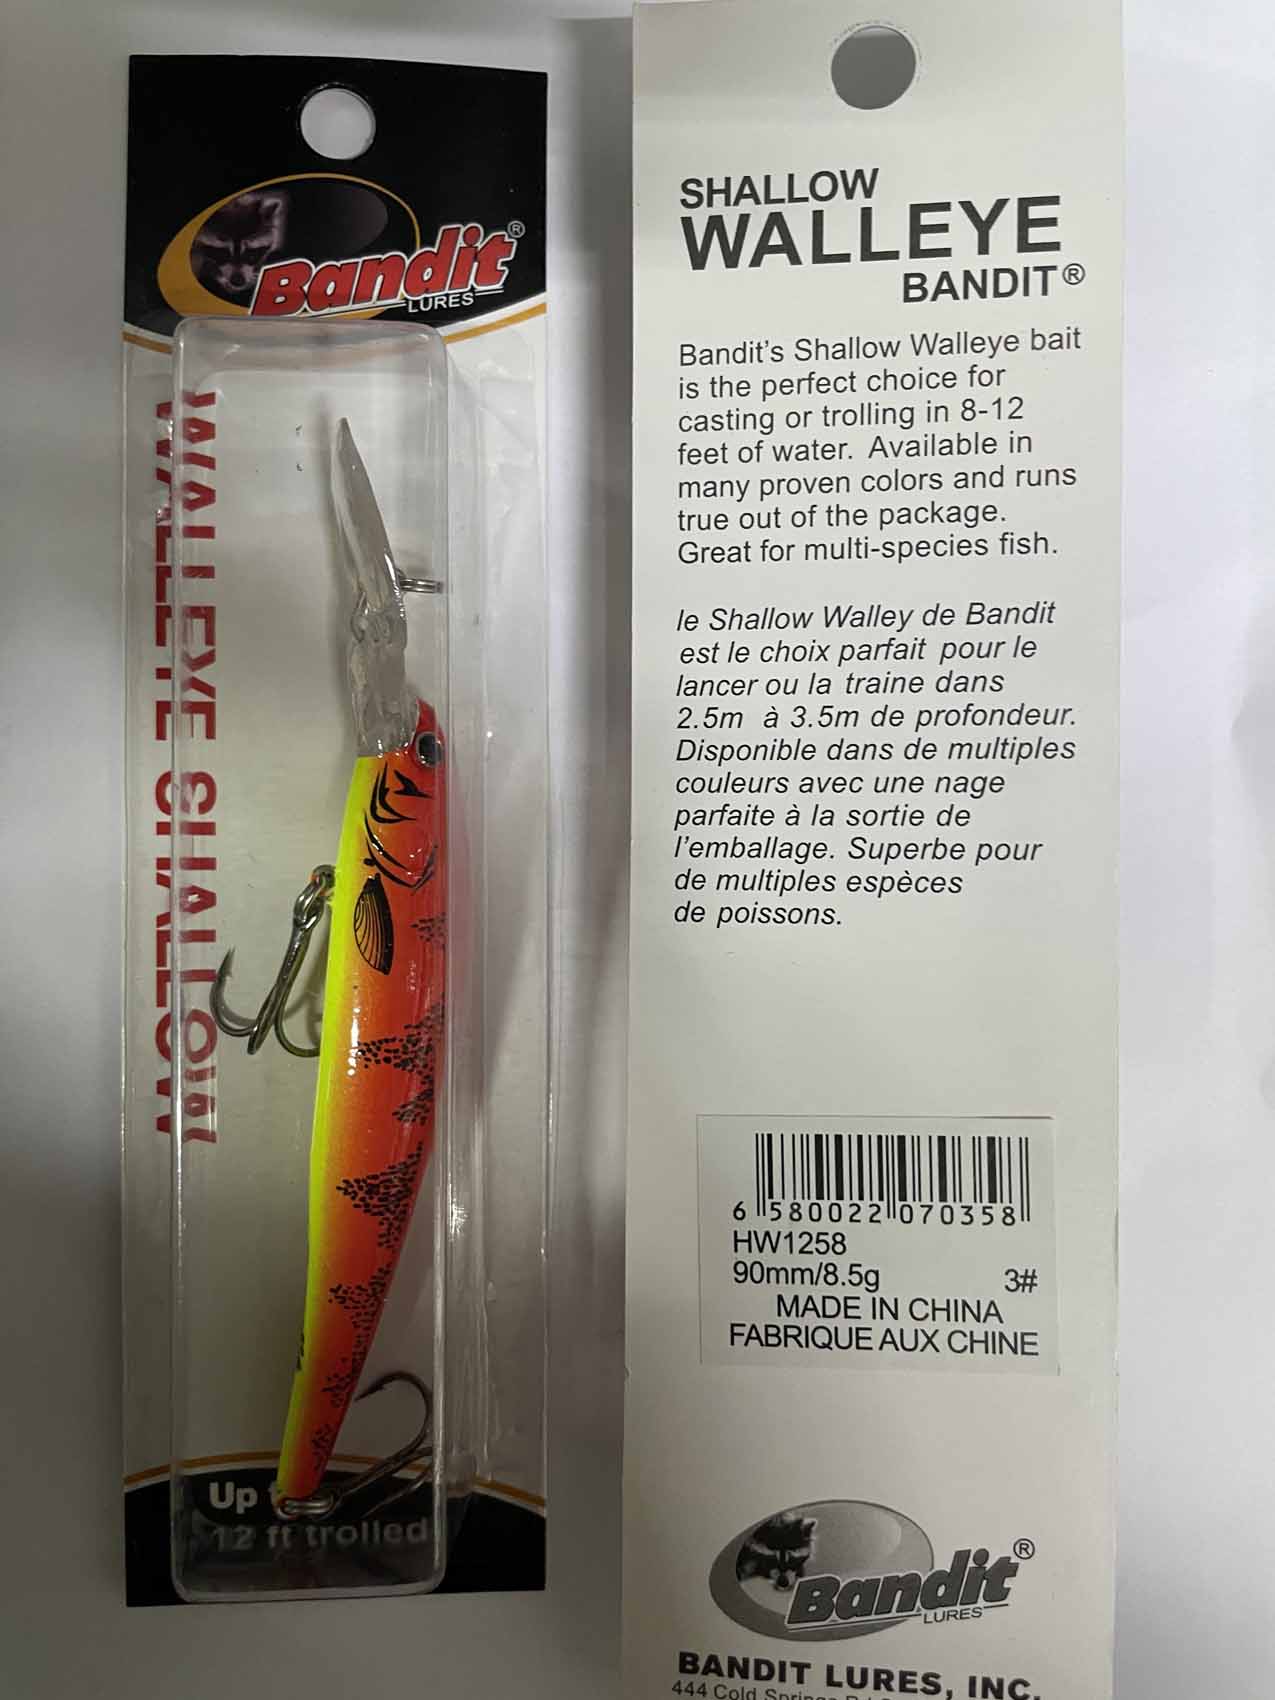 Bandit®
LURES
WALLEYE SHALLOW
Up
12 ft trolled
SHALLOW
WALLEYE
BANDIT®
Bandit's Shallow Walleye bait
is the perfect choice for
casting or trolling in 8-12
feet of water. Available in
many proven colors and runs
true out of the package.
Great for multi-species fish.
le Shallow Walley de Bandit
est le choix parfait pour le
lancer ou la traine dans
2.5m à 3.5m de profondeur.
Disponible dans de multiples
couleurs avec une nage
parfaite à la sortie de
l'emballage. Superbe pour
de multiples espèces
de poissons.
6 580022 070358
HW1258
90mm/8.5g 3#
MADE IN CHINA
FABRIQUE AUX CHINE
Bandit®
LURES
BANDIT LURES, INC.
444 Cold Springs Rd